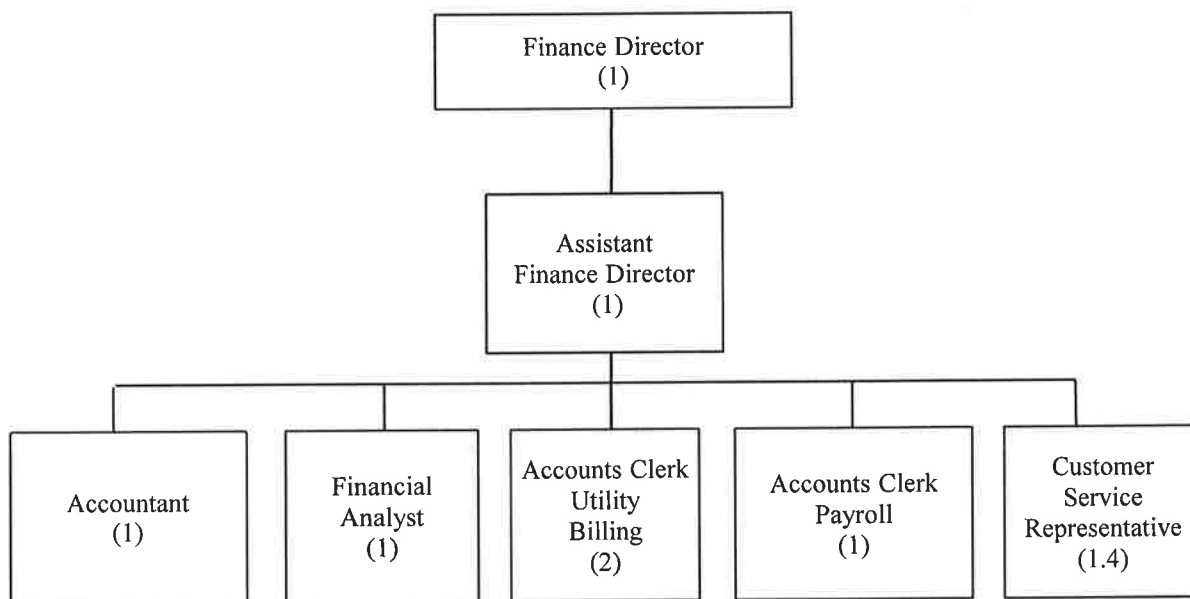 Finance Director
(1)
Assistant
Finance Director
(1)
Accountant
(1)
Financial
Analyst
(1)
Accounts Clerk
Utility
Billing
(2)
Accounts Clerk
Payroll
(1)
Customer
Service
Representative
(1.4)